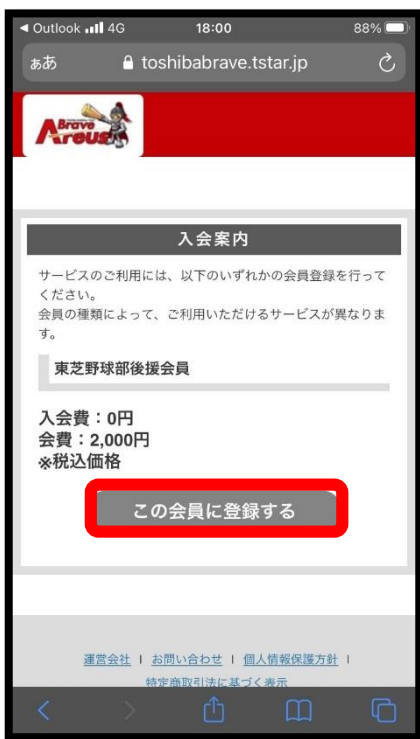 ◀ Outlook 4G 18:00 88%
ああ toshibabrave.tstar.jp
Brave
Areus
入会案内
サービスのご利用には、以下のいずれかの会員登録を行って
ください。
会員の種類によって、ご利用いただけるサービスが異なりま
す。
東芝野球部後援会員
入会費：0円
会費：2,000円
※税込価格
この会員に登録する
運営会社 | お問い合わせ | 個人情報保護方針 |
特定商取引法に基づく表示